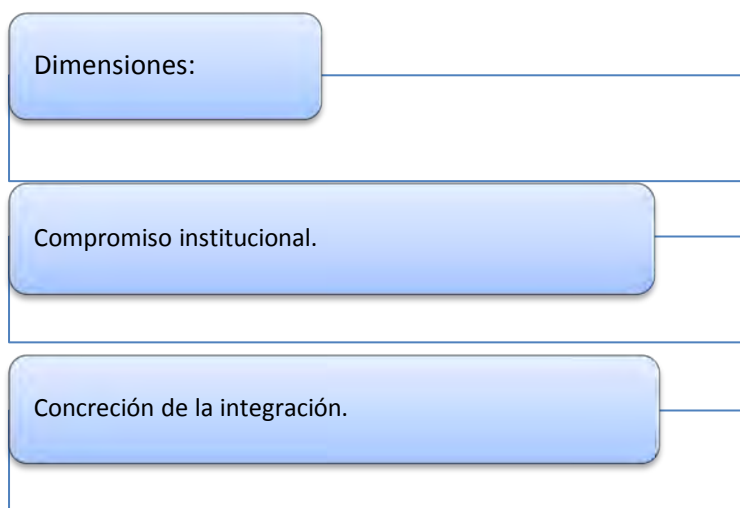 Dimensiones:
Compromiso institucional.
Concreción de la integración.